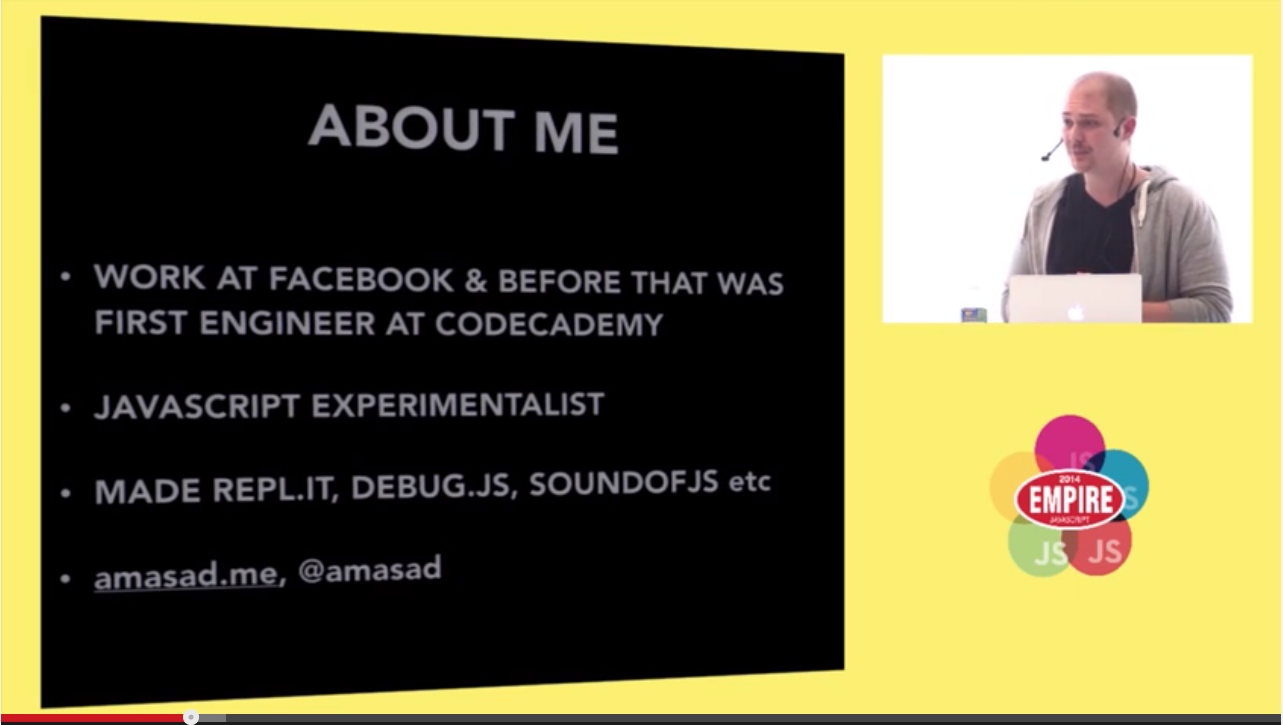 ABOUT ME
• WORK AT FACEBOOK & BEFORE THAT WAS
FIRST ENGINEER AT CODECADEMY
• JAVASCRIPT EXPERIMENTALIST
• MADE REPL.IT, DEBUG.JS, SOUNDOFJS etc
• amasad.me, @amasad
JS
2014
EMPIRE
JS
JAVASCRIPT
JS
JS